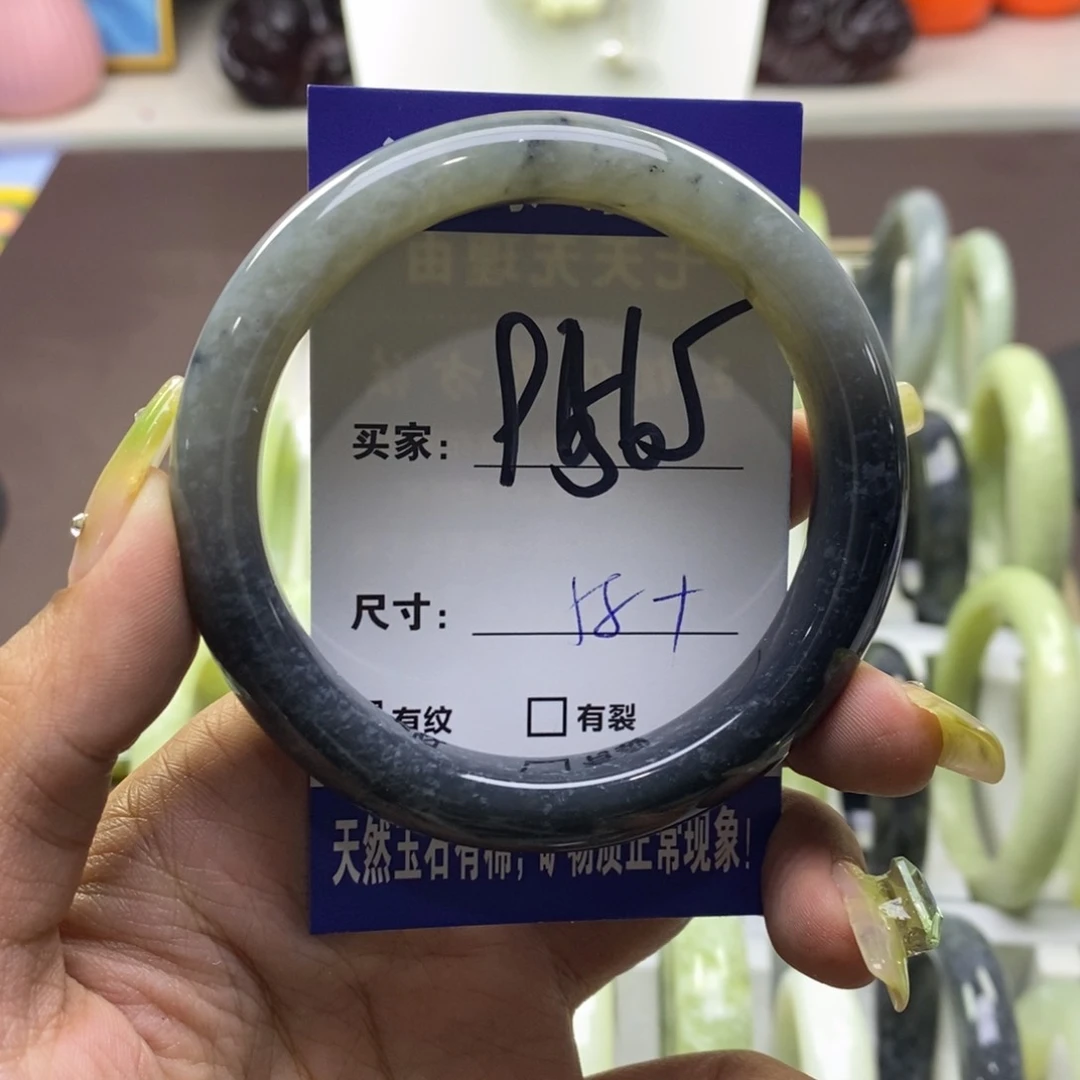 买家:
尺寸: 58+
有纹 有裂
天然玉石有棉, 矿物质正常现象!